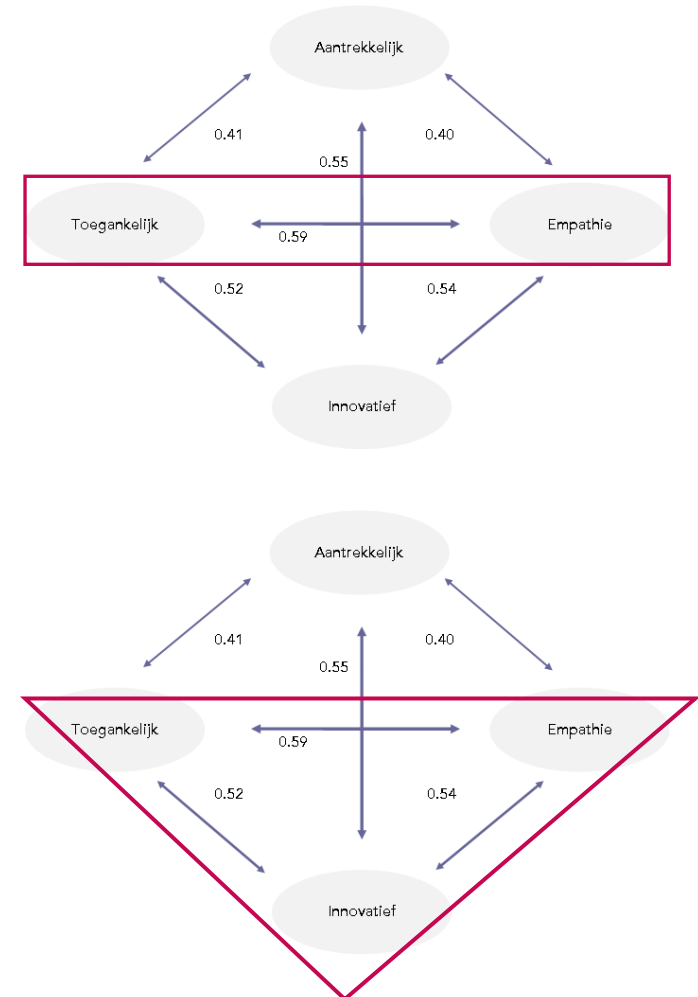 Aantrekkelijk
0.41
0.40
0.55
Toegankelijk
Empathie
0.59
0.52
0.54
Innovatief
Aantrekkelijk
0.41
0.40
0.55
Toegankelijk
Empathie
0.59
0.52
0.54
Innovatief